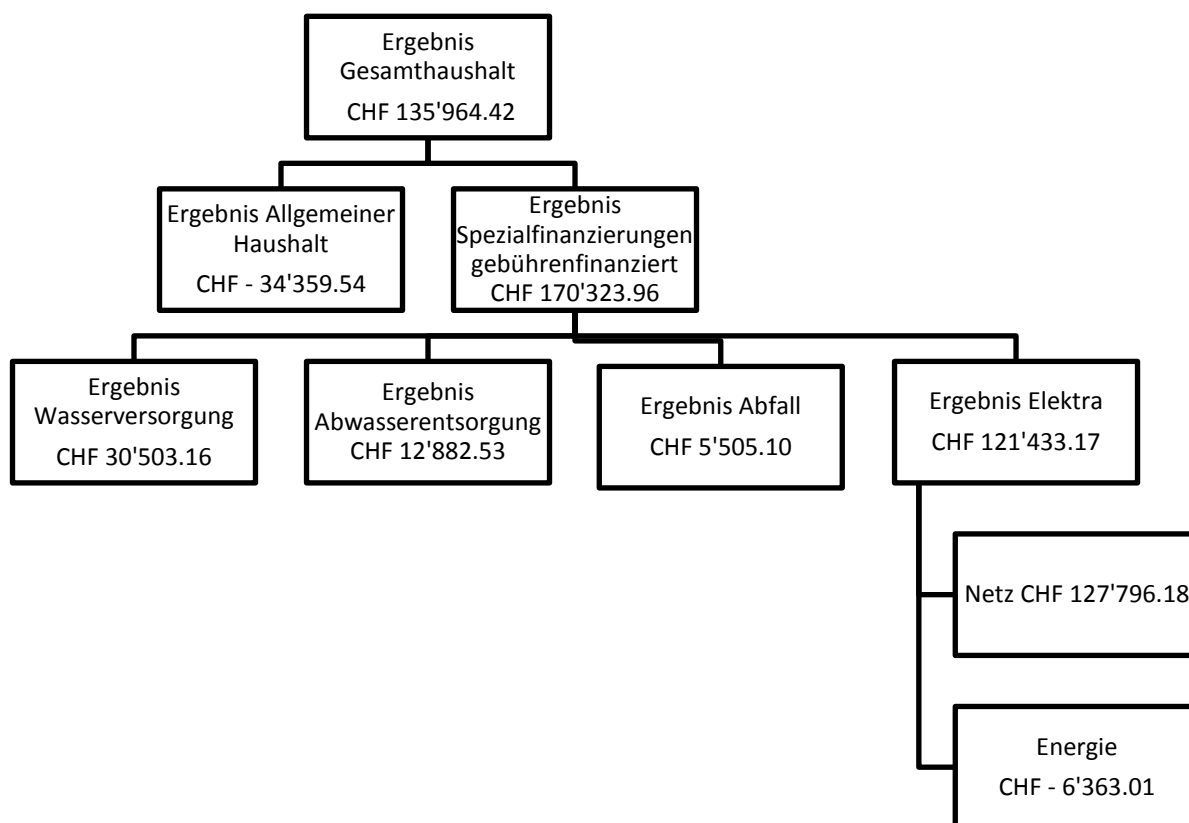 Ergebnis
Gesamthaushalt
CHF 135'964.42
Ergebnis Allgemeiner
Haushalt
CHF - 34'359.54
Ergebnis
Spezialfinanzierungen
gebührenfinanziert
CHF 170'323.96
Ergebnis
Wasserversorgung
CHF 30'503.16
Ergebnis
Abwasserentsorgung
CHF 12'882.53
Ergebnis Abfall
CHF 5'505.10
Ergebnis Elektra
CHF 121'433.17
Netz CHF 127'796.18
Energie
CHF - 6'363.01